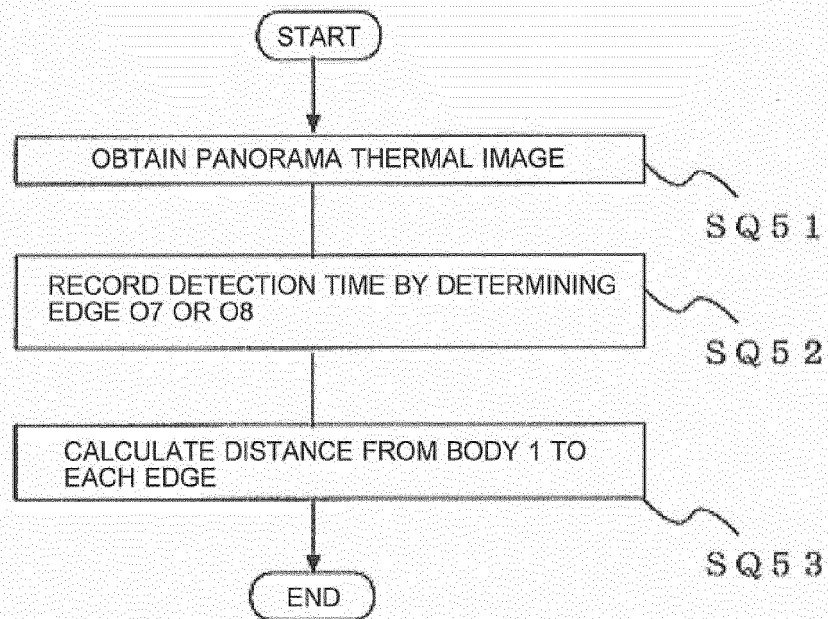 START
OBTAIN PANORAMA THERMAL IMAGE
SQ51
RECORD DETECTION TIME BY DETERMINING
EDGE O7 OR O8
SQ52
CALCULATE DISTANCE FROM BODY 1 TO
EACH EDGE
SQ53
END